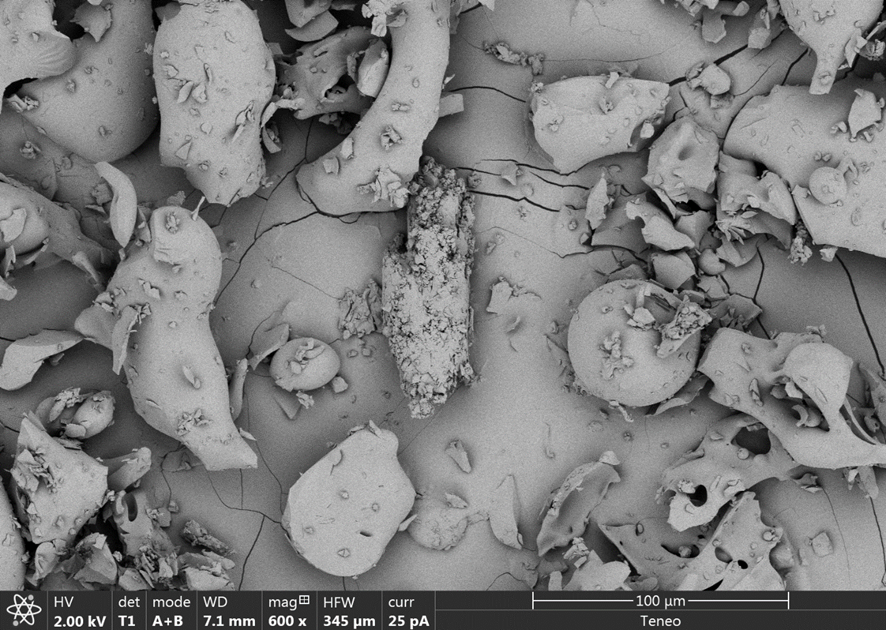 HV det mode WD mag HFW curr
2.00 kV T1 A+B 7.1 mm 600 x 345 µm 25 pA
100 µm
Teneo